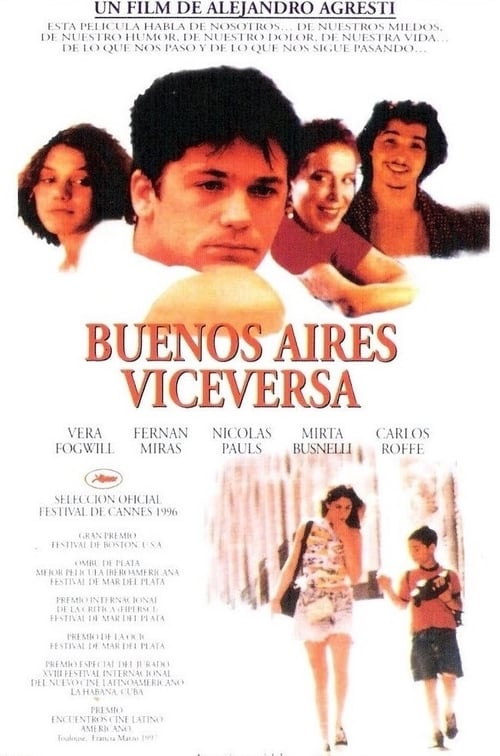 UN FILM DE ALEJANDRO AGRESTI
ESTA PELICULA HABLA DE NOSOTROS... DE NUESTROS MIEDOS,
DE NUESTRO HUMOR, DE NUESTRO DOLOR, DE NUESTRA VIDA...
DE LO QUE NOS PASO Y DE LO QUE NOS SIGUE PASANDO...
BUENOS AIRES
VICEVERSA
VERA FOGWILL
FERNAN MIRAS
NICOLAS PAULS
MIRTA BUSNELLI
CARLOS ROFFE
SELECCION OFICIAL
FESTIVAL DE CANNES 1996
GRAN PREMIO
FESTIVAL DE BOSTON. U.S.A
OMBU DE PLATA
MEJOR PELICULA IBEROAMERICANA
FESTIVAL DE MAR DEL PLATA
PREMIO INTERNACIONAL
DE LA CRITICA (FIPERSCI)
FESTIVAL DE MAR DEL PLATA
PREMIO DE LA OCIC
FESTIVAL DE MAR DEL PLATA
PREMIO ESPECIAL DEL JURADO
XVIII FESTIVAL INTERNACIONAL
DEL NUEVO CINE LATINOAMERICANO
LA HABANA, CUBA
PREMIO
ENCUENTROS CINE LATINO
AMERICANO
Toulouse, Francia Marzo 1997